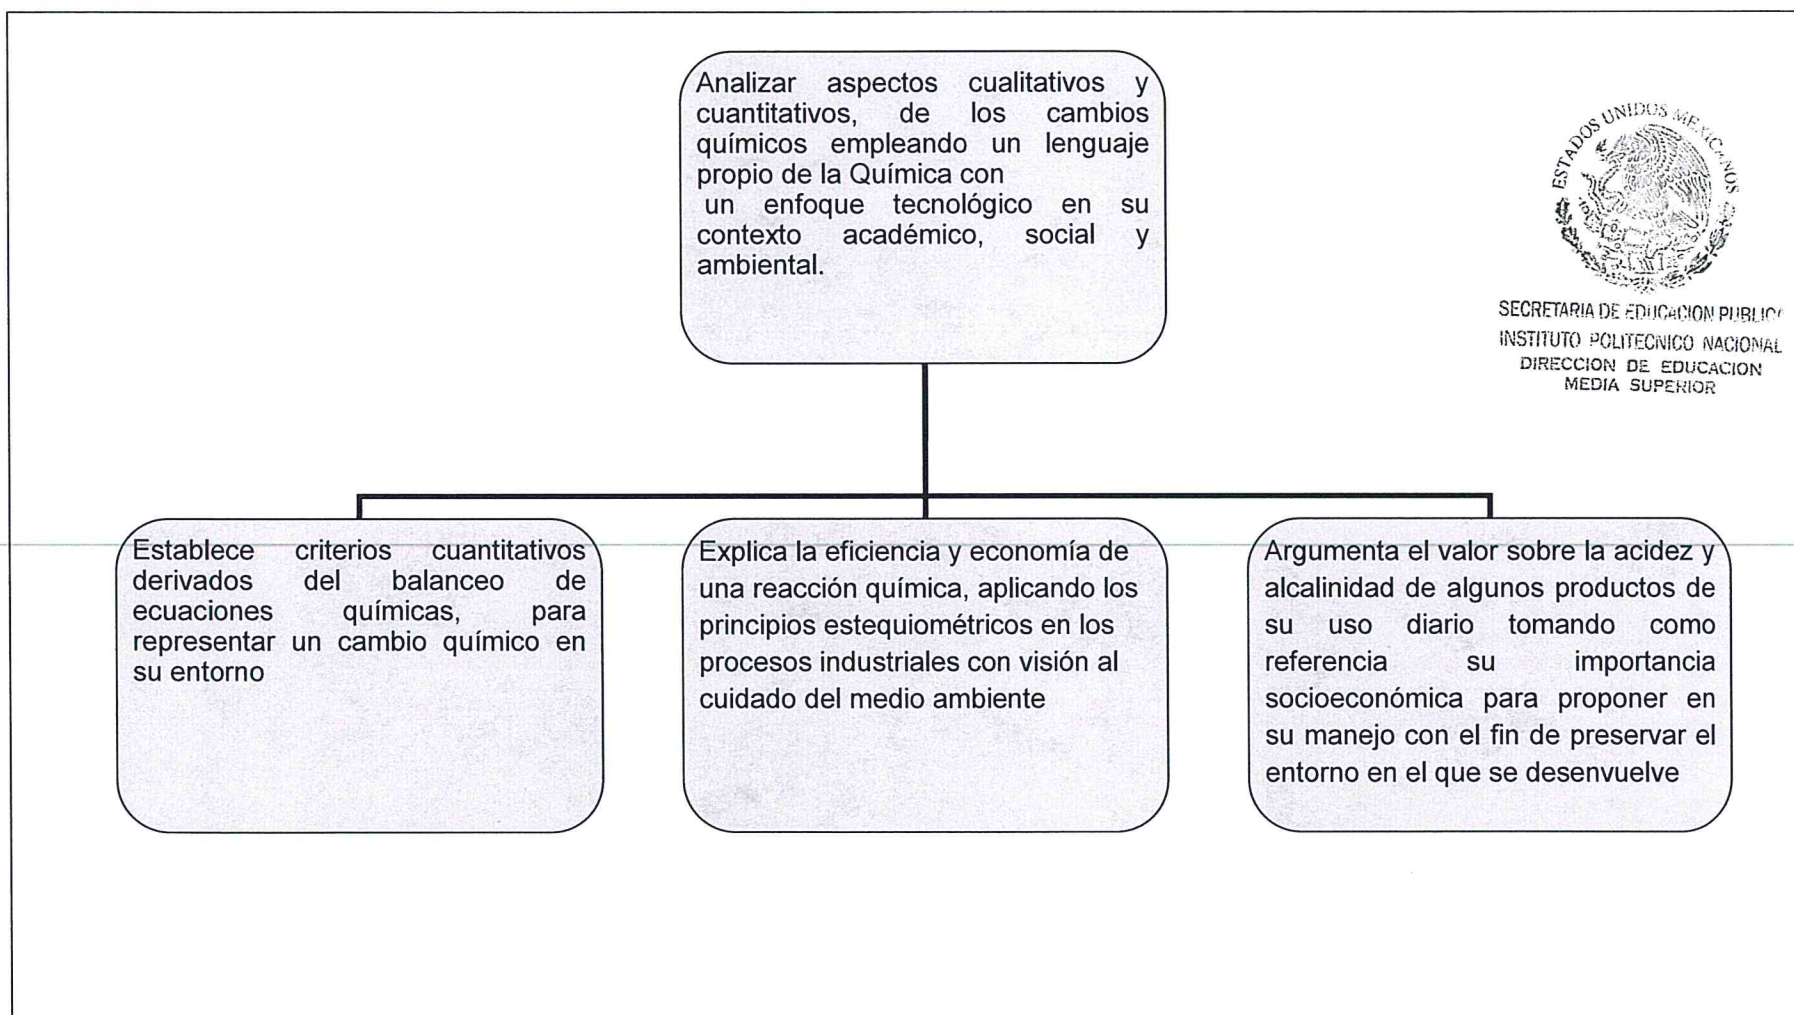 Analizar aspectos cualitativos y
cuantitativos, de los cambios
químicos empleando un lenguaje
propio de la Química con
un enfoque tecnológico en su
contexto académico, social y
ambiental.
ESTADOS UNIDOS MEXICANOS
SECRETARIA DE EDUCACION PUBLICA
INSTITUTO POLITECNICO NACIONAL
DIRECCION DE EDUCACION
MEDIA SUPERIOR
Establece criterios cuantitativos
derivados del balanceo de
ecuaciones químicas, para
representar un cambio químico en
su entorno
Explica la eficiencia y economía de
una reacción química, aplicando los
principios estequiométricos en los
procesos industriales con visión al
cuidado del medio ambiente
Argumenta el valor sobre la acidez y
alcalinidad de algunos productos de
su uso diario tomando como
referencia su importancia
socioeconómica para proponer en
su manejo con el fin de preservar el
entorno en el que se desenvuelve